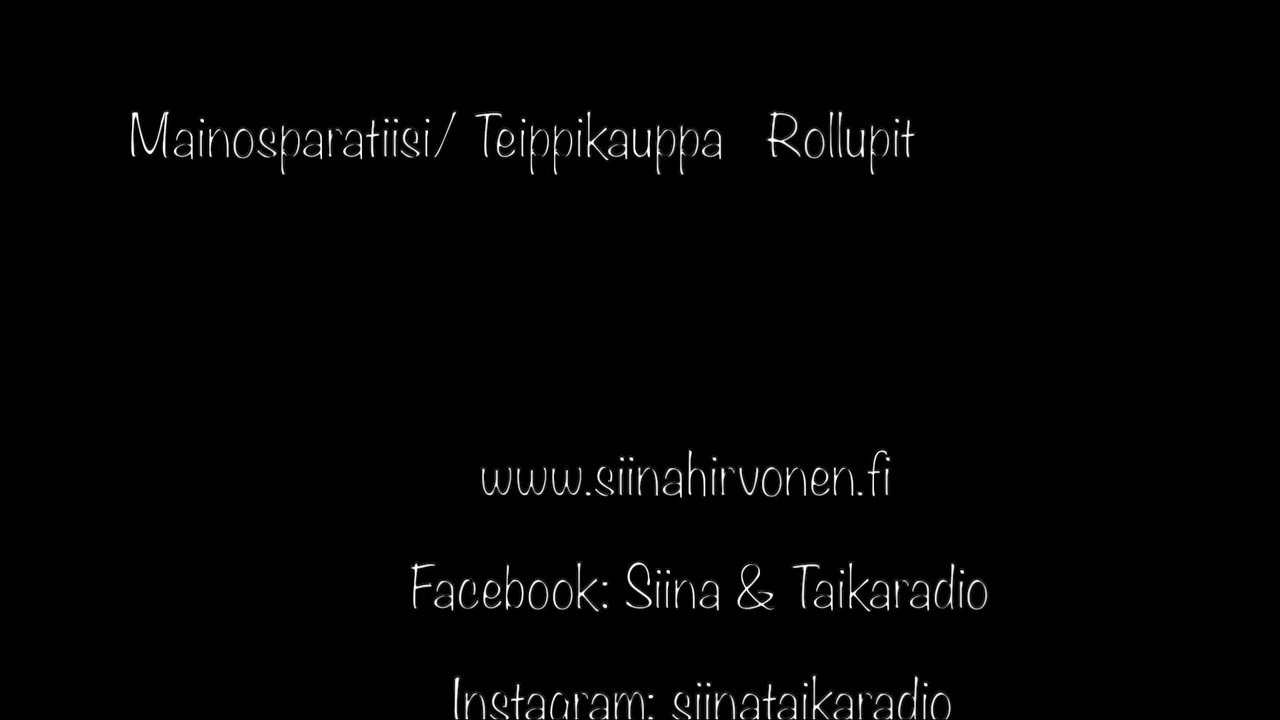 Mainosparatiisi/ Teippikauppa Rollupit
www.siinahirvonen.fi
Facebook: Siina & Taikaradio
Instagram: siinataikaradio